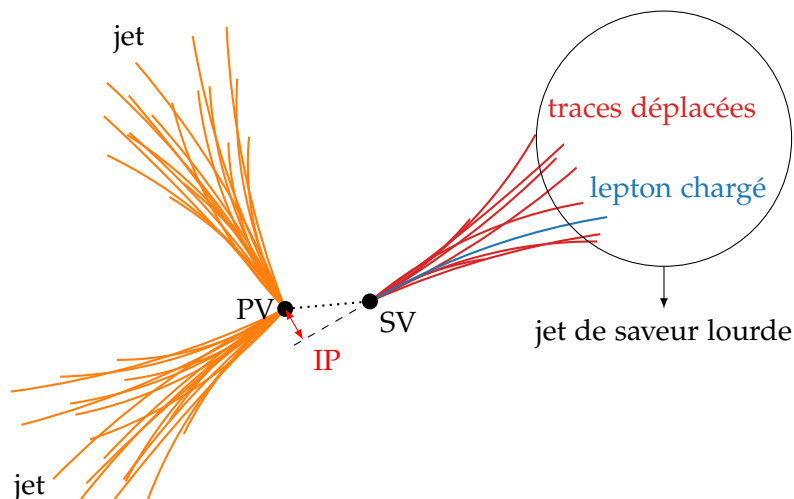 jet
traces déplacées
lepton chargé
PV
SV
jet de saveur lourde
IP
jet